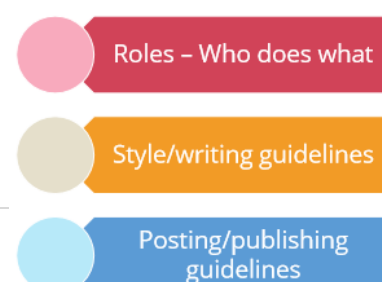 Roles – Who does what
Style/writing guidelines
Posting/publishing
guidelines